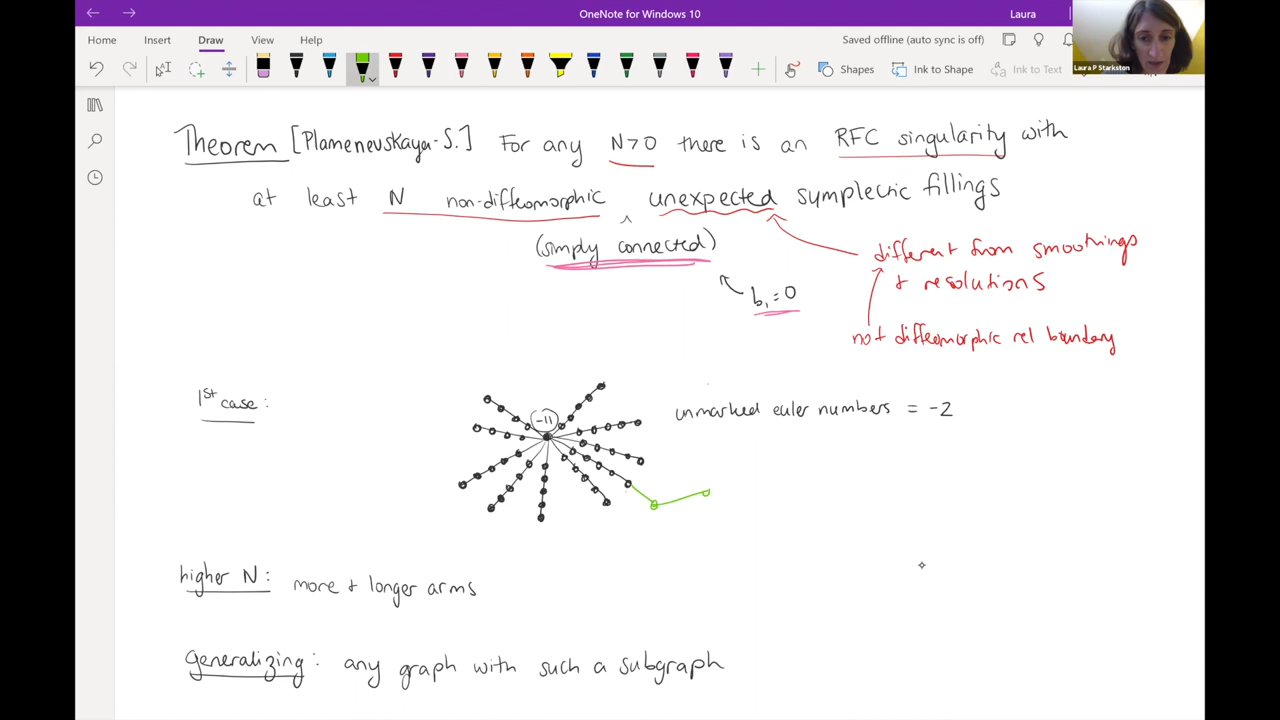 OneNote for Windows 10
Laura
Home Insert Draw View Help
Saved offline (auto sync is off)
Shapes Ink to Shape Ink to Text
Laura P Starkston
Theorem [Plamenevskaya-S.] For any N>0 there is an RFC singularity with
at least N non-diffeomorphic ^ unexpected symplectic fillings
(simply connected)
b₁=0
different from smoothings
+ resolutions
not diffeomorphic rel boundary
1st case:
-11
unmarked euler numbers = -2
higher N: more + longer arms
generalizing: any graph with such a subgraph